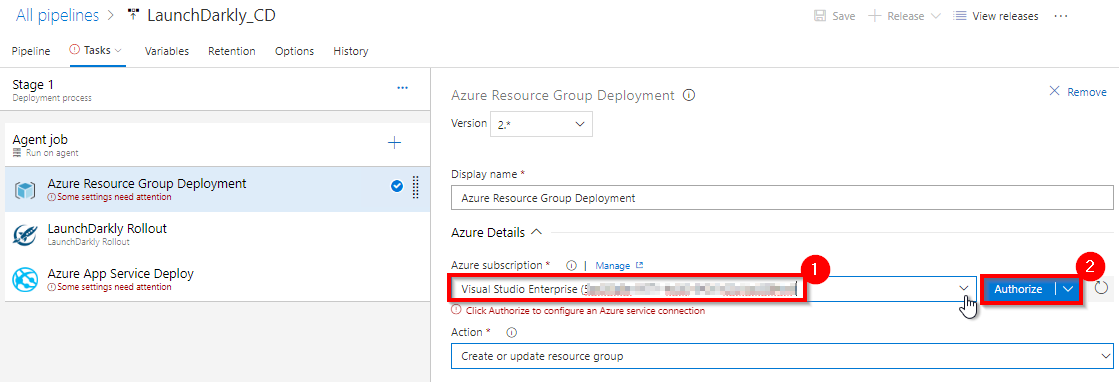 All pipelines > LaunchDarkly_CD
Save
Release
View releases
...
Pipeline
Tasks
Variables
Retention
Options
History
Stage 1
Deployment process
...
Agent job
Run on agent
Azure Resource Group Deployment
Some settings need attention
LaunchDarkly Rollout
LaunchDarkly Rollout
Azure App Service Deploy
Some settings need attention
Azure Resource Group Deployment
Remove
Version 2.*
Display name *
Azure Resource Group Deployment
Azure Details
Azure subscription * | Manage
1
2
Visual Studio Enterprise (5
Authorize
Click Authorize to configure an Azure service connection
Action *
Create or update resource group